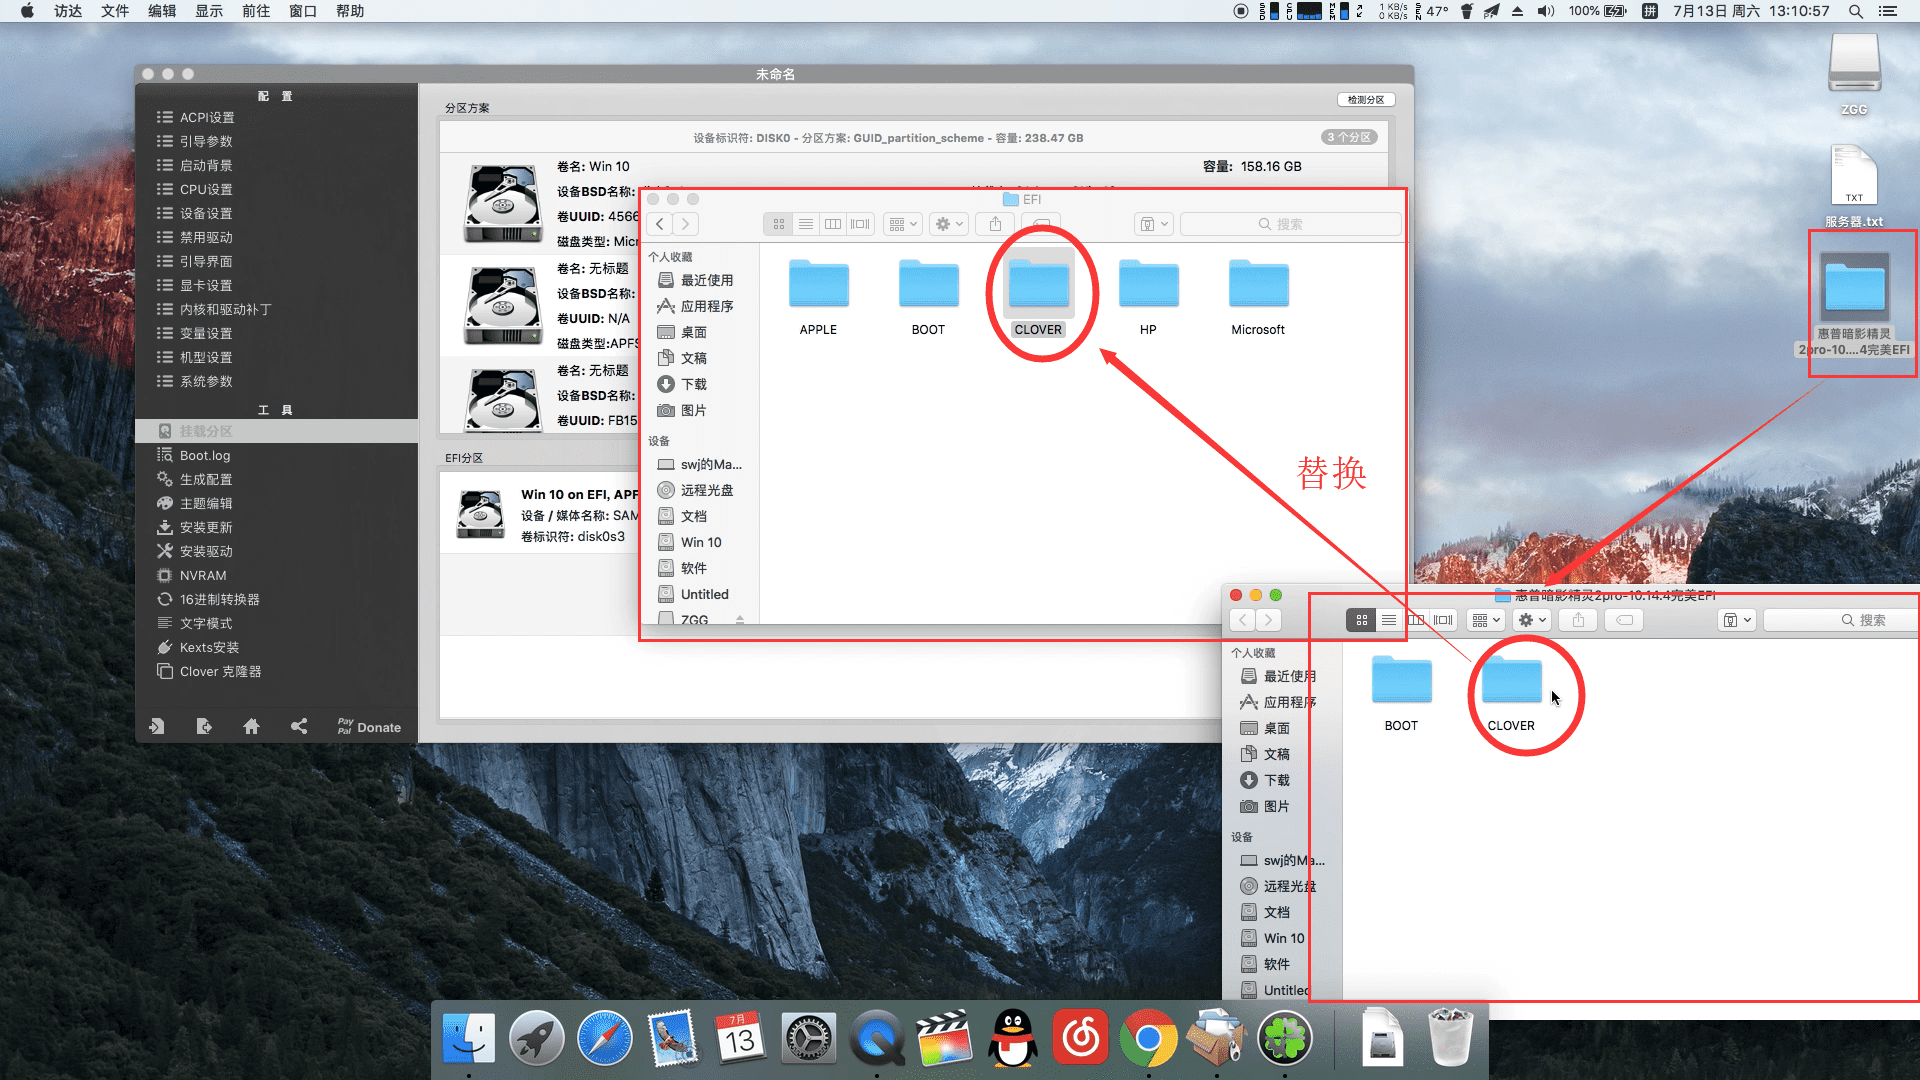 访达 文件 编辑 显示 前往 窗口 帮助
SSD CPU MEM 1 KB/s 0 KB/s SEN 47° 100% 拼 7月13日 周六 13:10:57
未命名
配 置
ACPI设置
引导参数
启动背景
CPU设置
设备设置
禁用驱动
引导界面
显卡设置
内核和驱动补丁
变量设置
机型设置
系统参数
工 具
挂载分区
Boot.log
生成配置
主题编辑
安装更新
安装驱动
NVRAM
16进制转换器
文字模式
Kexts安装
Clover 克隆器
Pay Pal Donate
分区方案
检测分区
设备标识符: DISK0 - 分区方案: GUID_partition_scheme - 容量: 238.47 GB
3 个分区
卷名: Win 10
容量: 158.16 GB
设备BSD名称:
卷UUID: 4566
磁盘类型: Micr
卷名: 无标题
设备BSD名称:
卷UUID: N/A
磁盘类型:APFS
卷名: 无标题
设备BSD名称:
卷UUID: FB15
EFI分区
Win 10 on EFI, APF
设备 / 媒体名称: SAM
卷标识符: disk0s3
EFI
搜索
个人收藏
最近使用
应用程序
桌面
文稿
下载
图片
设备
swj的Ma...
远程光盘
文档
Win 10
软件
Untitled
ZGG
APPLE
BOOT
CLOVER
HP
Microsoft
替换
ZGG
TXT
服务器.txt
惠普暗影精灵
2pro-10....4完美EFI
惠普暗影精灵2pro-10.14.4完美EFI
搜索
个人收藏
最近使用
应用程序
桌面
文稿
下载
图片
设备
swj的Ma...
远程光盘
文档
Win 10
软件
Untitled
BOOT
CLOVER
7月
13